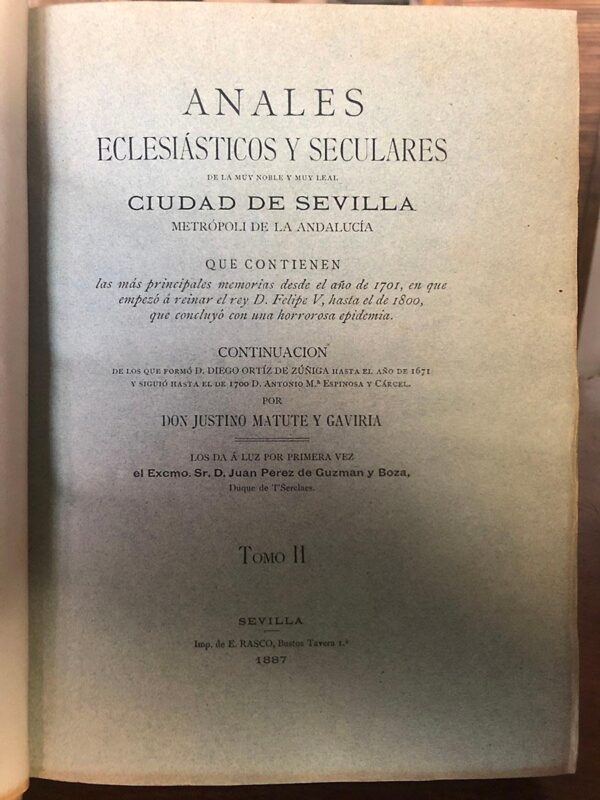 ANALES
ECLESIÁSTICOS Y SECULARES
DE LA MUY NOBLE Y MUY LEAL
CIUDAD DE SEVILLA
METRÓPOLI DE LA ANDALUCÍA
QUE CONTIENEN
las más principales memorias desde el año de 1701, en que
empezó á reinar el rey D. Felipe V, hasta el de 1800,
que concluyó con una horrorosa epidemia.
CONTINUACION
DE LOS QUE FORMÓ D. DIEGO ORTÍZ DE ZÚÑIGA HASTA EL AÑO DE 1671
Y SIGUIÓ HASTA EL DE 1700 D. ANTONIO M.ª ESPINOSA Y CÁRCEL.
POR
DON JUSTINO MATUTE Y GAVIRIA
LOS DA Á LUZ POR PRIMERA VEZ
el Excmo. Sr. D. Juan Perez de Guzman y Boza,
Duque de T'Serclaes.
TOMO II
SEVILLA
Imp. de E. RASCO, Bustos Tavera 1.º
1887